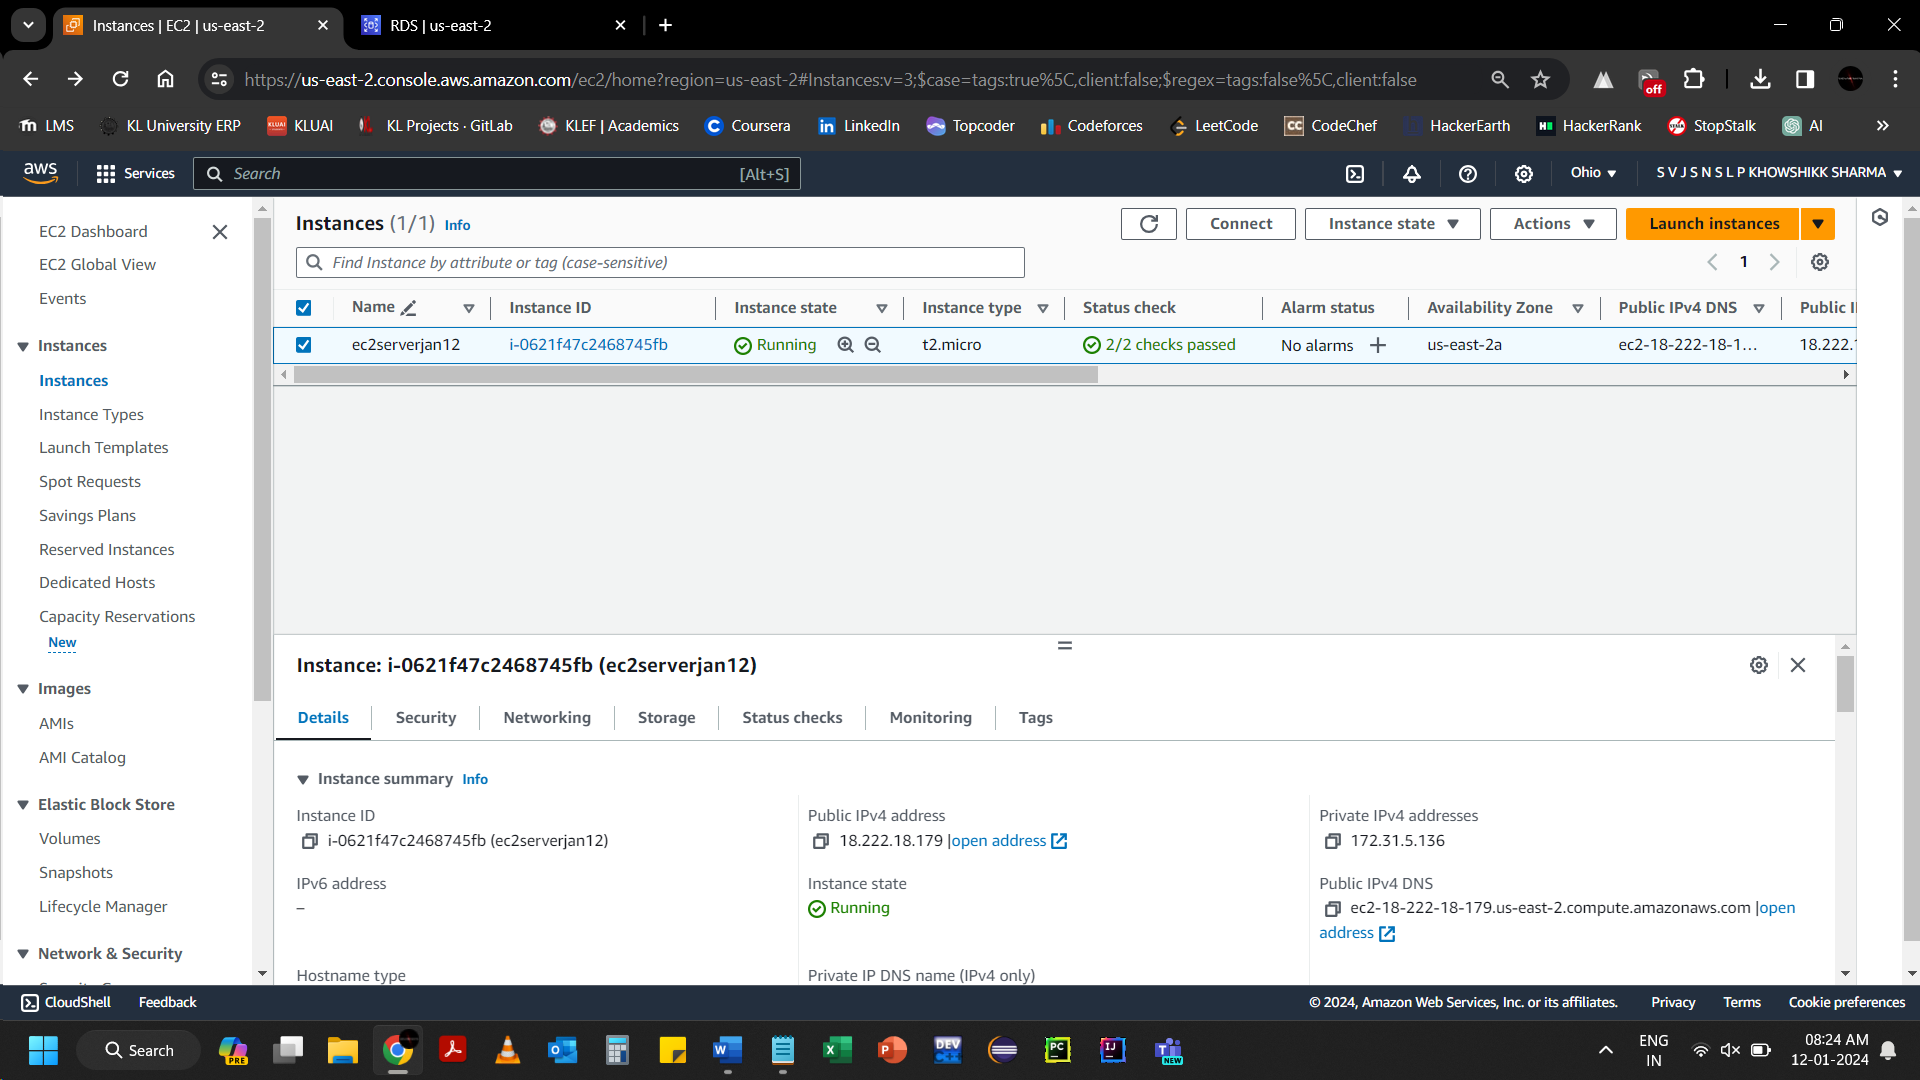 Instances | EC2 | us-east-2
RDS | us-east-2
https://us-east-2.console.aws.amazon.com/ec2/home?region=us-east-2#Instances:v=3;$case=tags:true%5C,client:false;$regex=tags:false%5C,client:false
off
LMS
KL University ERP
KLUAI
KL Projects · GitLab
KLEF | Academics
Coursera
LinkedIn
Topcoder
Codeforces
LeetCode
CodeChef
HackerEarth
HackerRank
StopStalk
AI
aws
Services
Search
[Alt+S]
Ohio
S V J S N S L P KHOWSHIKK SHARMA
EC2 Dashboard
EC2 Global View
Events
Instances
Instances
Instance Types
Launch Templates
Spot Requests
Savings Plans
Reserved Instances
Dedicated Hosts
Capacity Reservations
New
Images
AMIs
AMI Catalog
Elastic Block Store
Volumes
Snapshots
Lifecycle Manager
Network & Security
Instances (1/1) Info
Connect
Instance state
Actions
Launch instances
Find Instance by attribute or tag (case-sensitive)
1
Name
Instance ID
Instance state
Instance type
Status check
Alarm status
Availability Zone
Public IPv4 DNS
Public I
ec2serverjan12
i-0621f47c2468745fb
Running
t2.micro
2/2 checks passed
No alarms
us-east-2a
ec2-18-222-18-1...
18.222.1
Instance: i-0621f47c2468745fb (ec2serverjan12)
Details
Security
Networking
Storage
Status checks
Monitoring
Tags
Instance summary Info
Instance ID
i-0621f47c2468745fb (ec2serverjan12)
Public IPv4 address
18.222.18.179 |open address
Private IPv4 addresses
172.31.5.136
IPv6 address
–
Instance state
Running
Public IPv4 DNS
ec2-18-222-18-179.us-east-2.compute.amazonaws.com |open
address
Hostname type
Private IP DNS name (IPv4 only)
CloudShell
Feedback
© 2024, Amazon Web Services, Inc. or its affiliates.
Privacy
Terms
Cookie preferences
Search
PRE
DEV
PC
IJ
NEW
ENG
IN
08:24 AM
12-01-2024